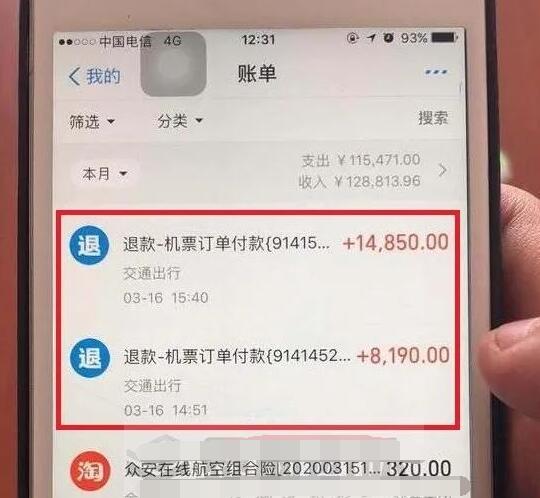 中国电信 4G 12:31 93%
我的 账单 •••
筛选 分类 搜索
本月
支出 ¥115,471.00
收入 ¥128,813.96
退
退款-机票订单付款{91415... +14,850.00
交通出行
03-16 15:40
退
退款-机票订单付款{9141452... +8,190.00
交通出行
03-16 14:51
淘
众安在线航空组合险[202003151... 320.00